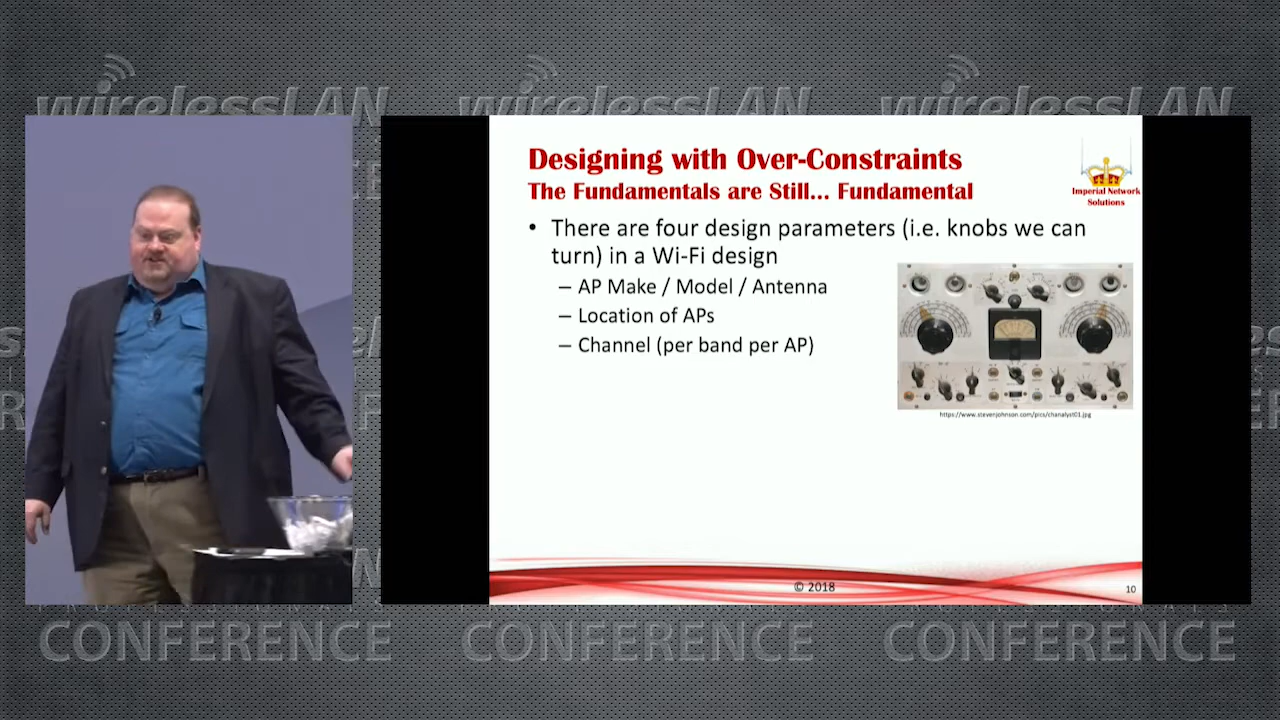 wirelessLAN wirelessLAN wirelessLAN
Designing with Over-Constraints
The Fundamentals are Still... Fundamental
Imperial Network
Solutions
• There are four design parameters (i.e. knobs we can
turn) in a Wi-Fi design
– AP Make / Model / Antenna
– Location of APs
– Channel (per band per AP)
https://www.stevenjohnson.com/pics/chanalyst01.jpg
© 2018
10
CONFERENCE CONFERENCE CONFERENCE